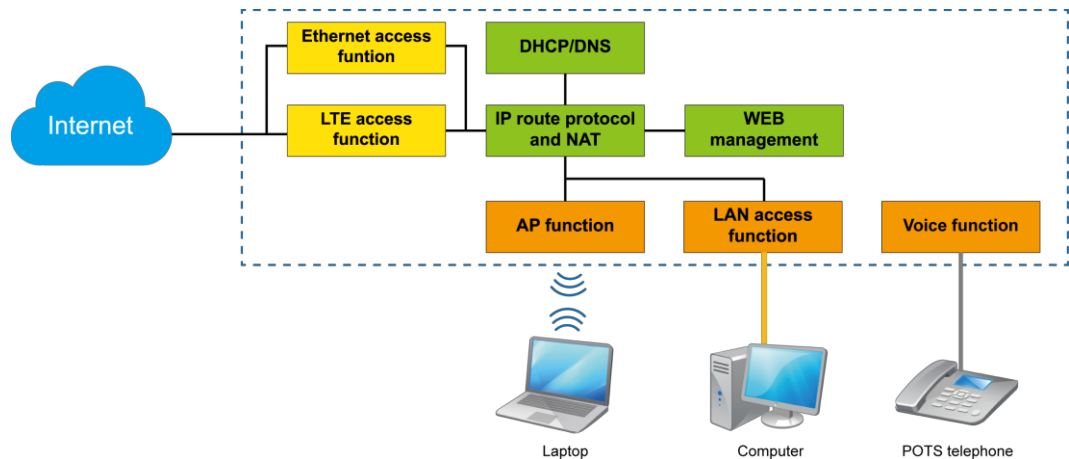 Ethernet access
funtion
DHCP/DNS
Internet
LTE access
function
IP route protocol
and NAT
WEB
management
AP function
LAN access
function
Voice function
Laptop
Computer
POTS telephone